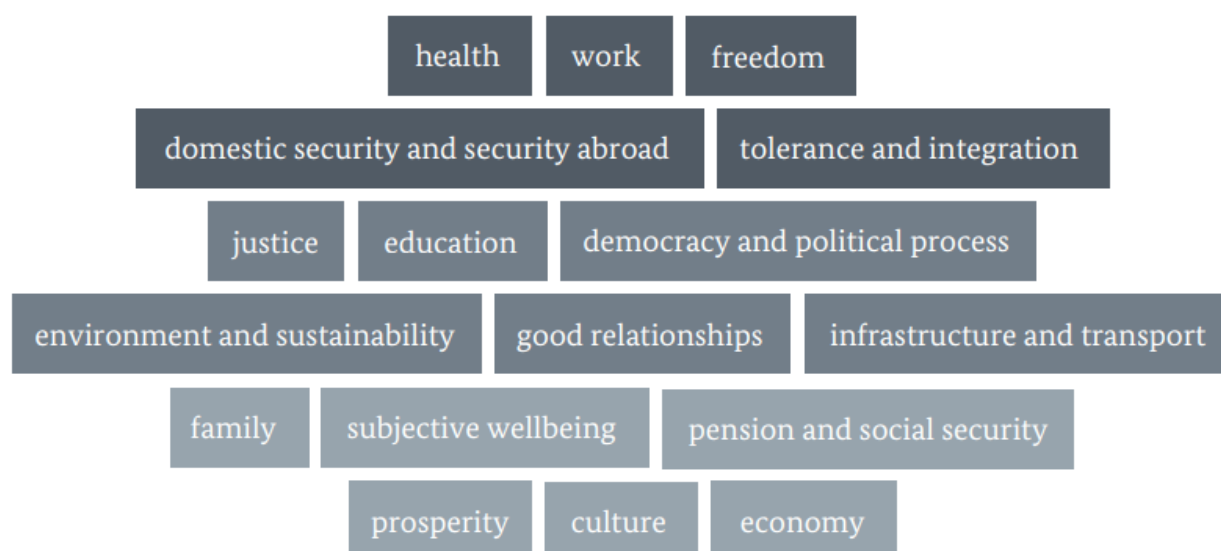 health work freedom
domestic security and security abroad tolerance and integration
justice education democracy and political process
environment and sustainability good relationships infrastructure and transport
family subjective wellbeing pension and social security
prosperity culture economy